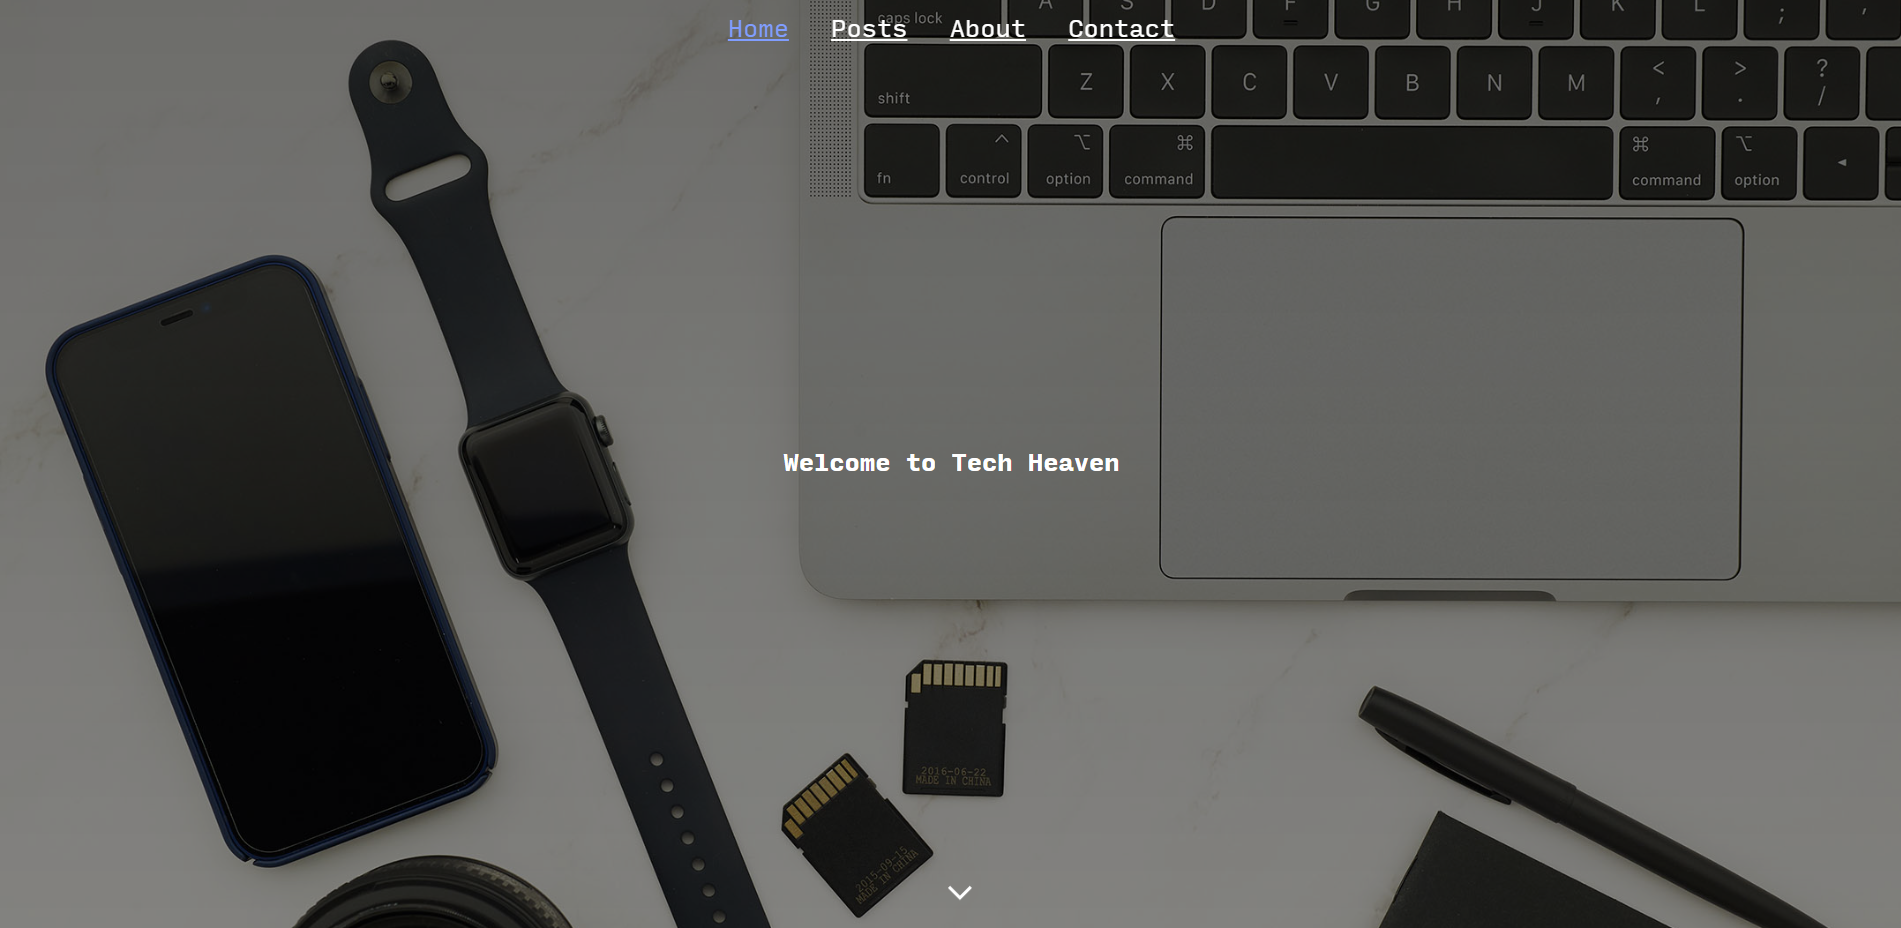 Home Posts About Contact
caps lock A S D F G H J K L ; '
shift Z X C V B N M < , > . ? /
fn control option command command option
Welcome to Tech Heaven
2016-06-22
MADE IN CHINA
2015-09-15
MADE IN CHINA